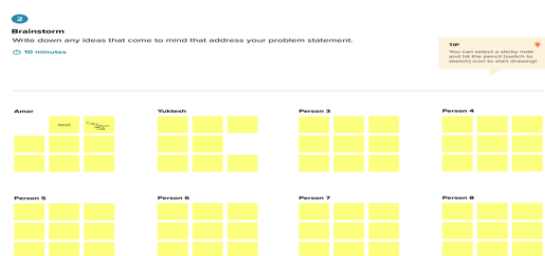 2
Brainstorm
Write down any ideas that come to mind that address your problem statement.
10 minutes
TIP
You can select a sticky note
and hit the pencil (switch to
sketch) icon to start drawing!
Amar
Yuktesh
Person 3
Person 4
Person 5
Person 6
Person 7
Person 8